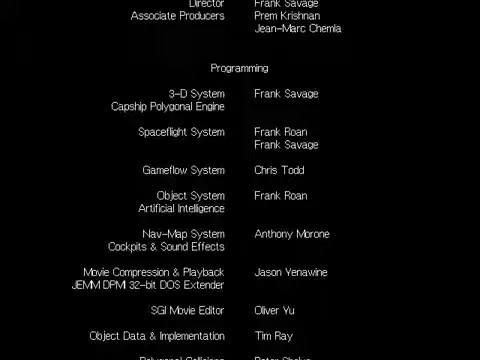 Director Frank Savage
Associate Producers Prem Krishnan
Jean-Marc Chemla
Programming
3-D System Frank Savage
Capship Polygonal Engine
Spaceflight System Frank Roan
Frank Savage
Gameflow System Chris Todd
Object System Frank Roan
Artificial Intelligence
Nav-Map System Anthony Morone
Cockpits & Sound Effects
Movie Compression & Playback Jason Yenawine
JEMM DPMI 32-bit DOS Extender
SGI Movie Editor Oliver Yu
Object Data & Implementation Tim Ray